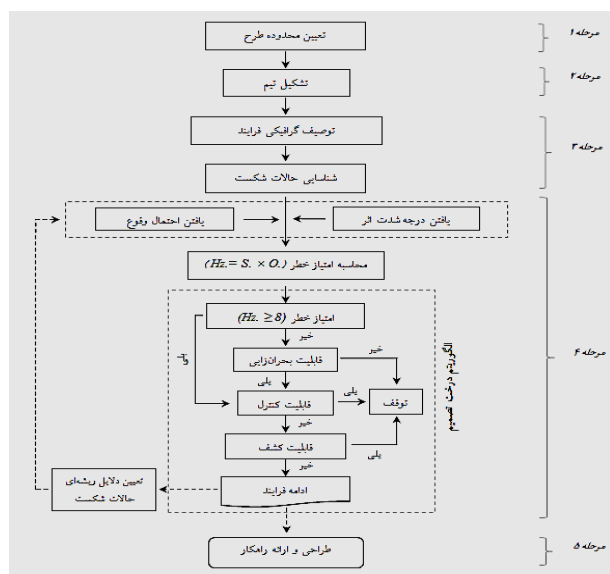 تعیین محدوده طرح
مرحله ۱
تشکیل تیم
مرحله ۲
توصیف گرافیکی فرایند
مرحله ۳
شناسایی حالات شکست
یافتن درجه شدت اثر
یافتن احتمال وقوع
محاسبه امتیاز خطر (Hz.= S. × O.)
امتیاز خطر (Hz. ≥ 8)
خیر
بلی
قابلیت بحران‌زایی
خیر
بلی
قابلیت کنترل
بلی
توقف
خیر
قابلیت کشف
بلی
خیر
ادامه فرایند
الگوریتم درخت تصمیم
مرحله ۴
تعیین دلایل ریشه‌ای
حالات شکست
طراحی و ارائه راهکار
مرحله ۵